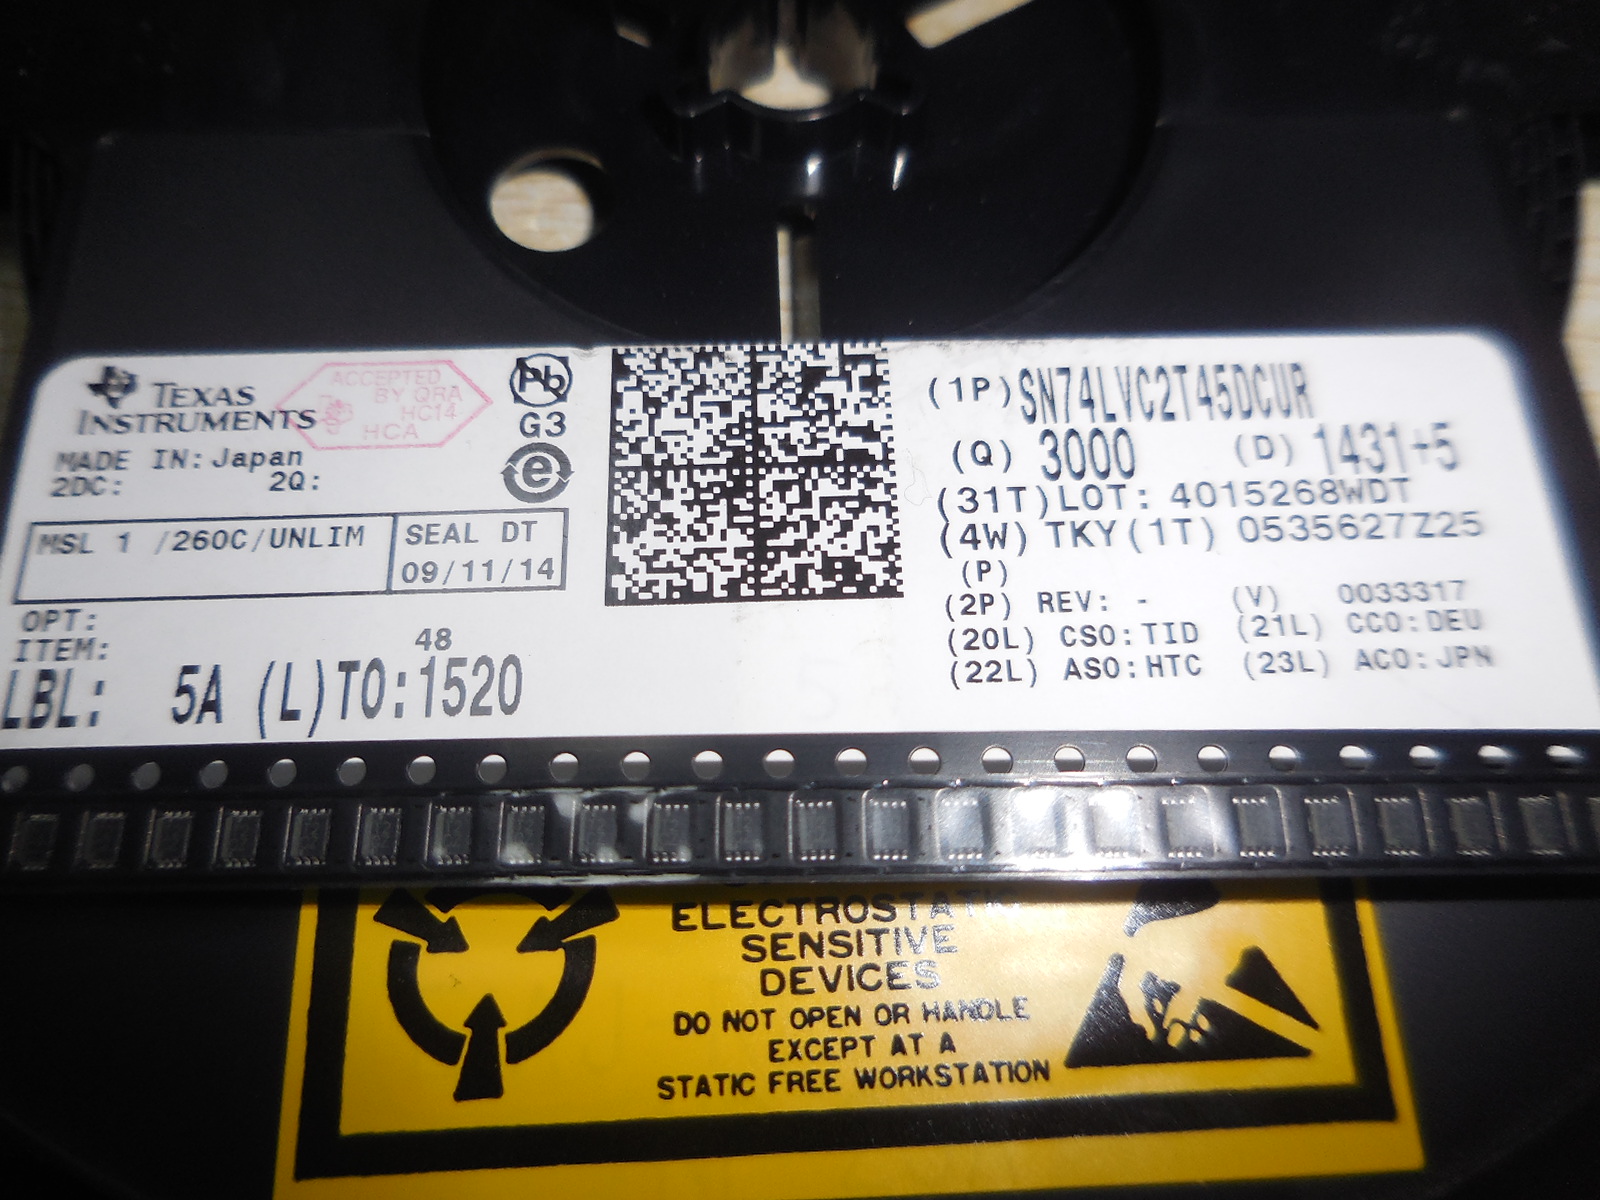 TEXAS
INSTRUMENTS
ACCEPTED
BY QRA
HC14
HCA
Pb
G3
e
MADE IN: Japan
2DC: 2Q:
MSL 1 /260C/UNLIM
SEAL DT
09/11/14
OPT:
ITEM:
48
LBL: 5A (L)TO:1520
(1P) SN74LVC2T45DCUR
(Q) 3000 (D) 1431+5
(31T)LOT: 4015268WDT
(4W) TKY(1T) 0535627Z25
(P)
(2P) REV: - (V) 0033317
(20L) CSO:TID (21L) CCO:DEU
(22L) ASO:HTC (23L) ACO:JPN
ELECTROSTATIC
SENSITIVE
DEVICES
DO NOT OPEN OR HANDLE
EXCEPT AT A
STATIC FREE WORKSTATION